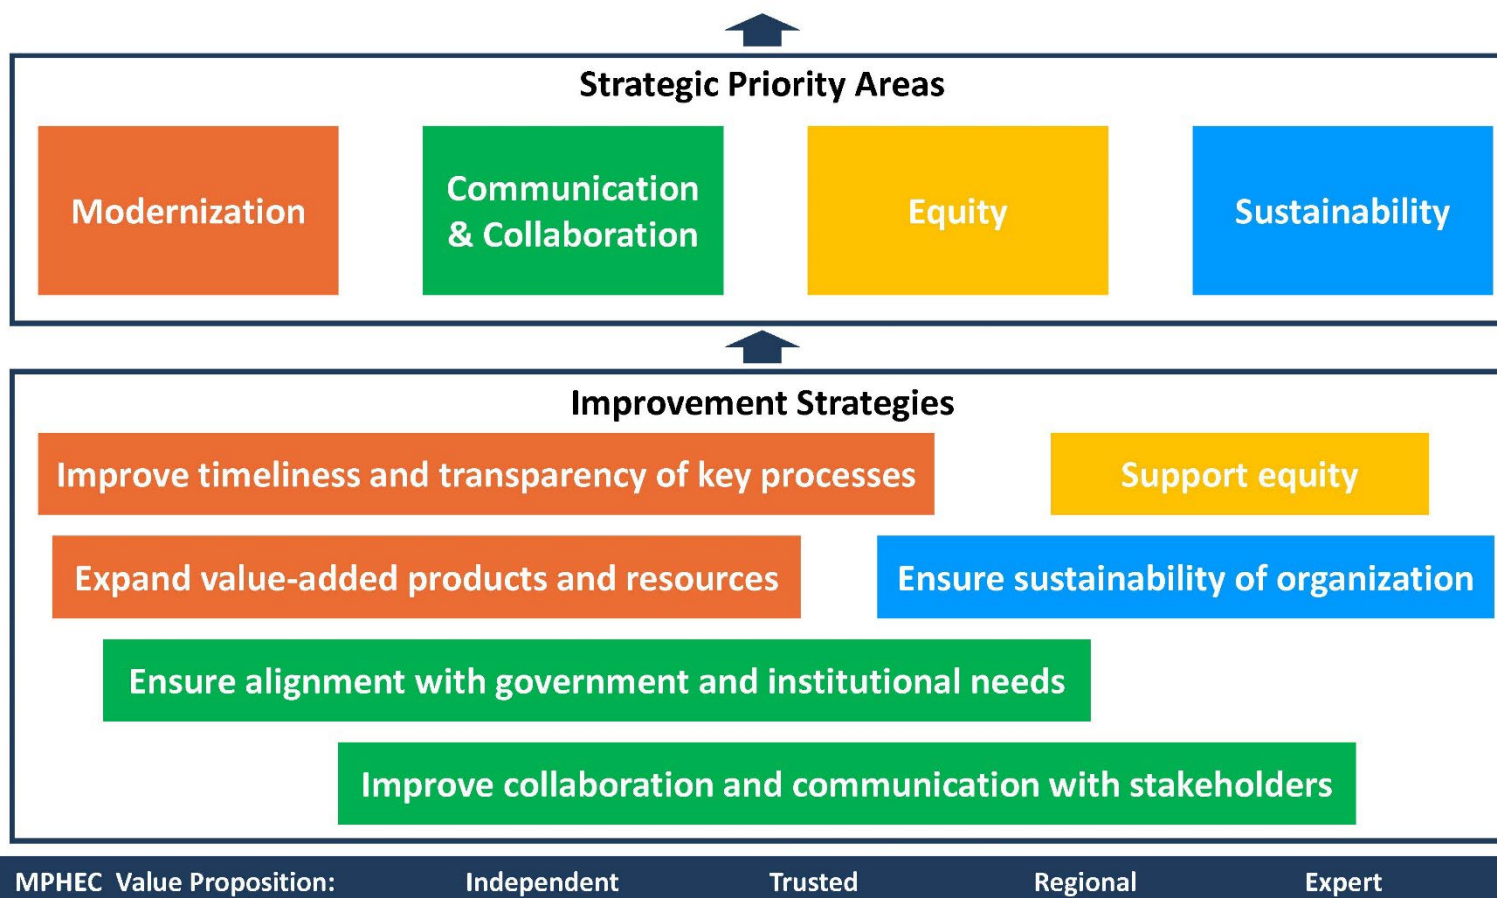 Strategic Priority Areas
Modernization
Communication
& Collaboration
Equity
Sustainability
Improvement Strategies
Improve timeliness and transparency of key processes
Support equity
Expand value-added products and resources
Ensure sustainability of organization
Ensure alignment with government and institutional needs
Improve collaboration and communication with stakeholders
MPHEC Value Proposition: Independent Trusted Regional Expert